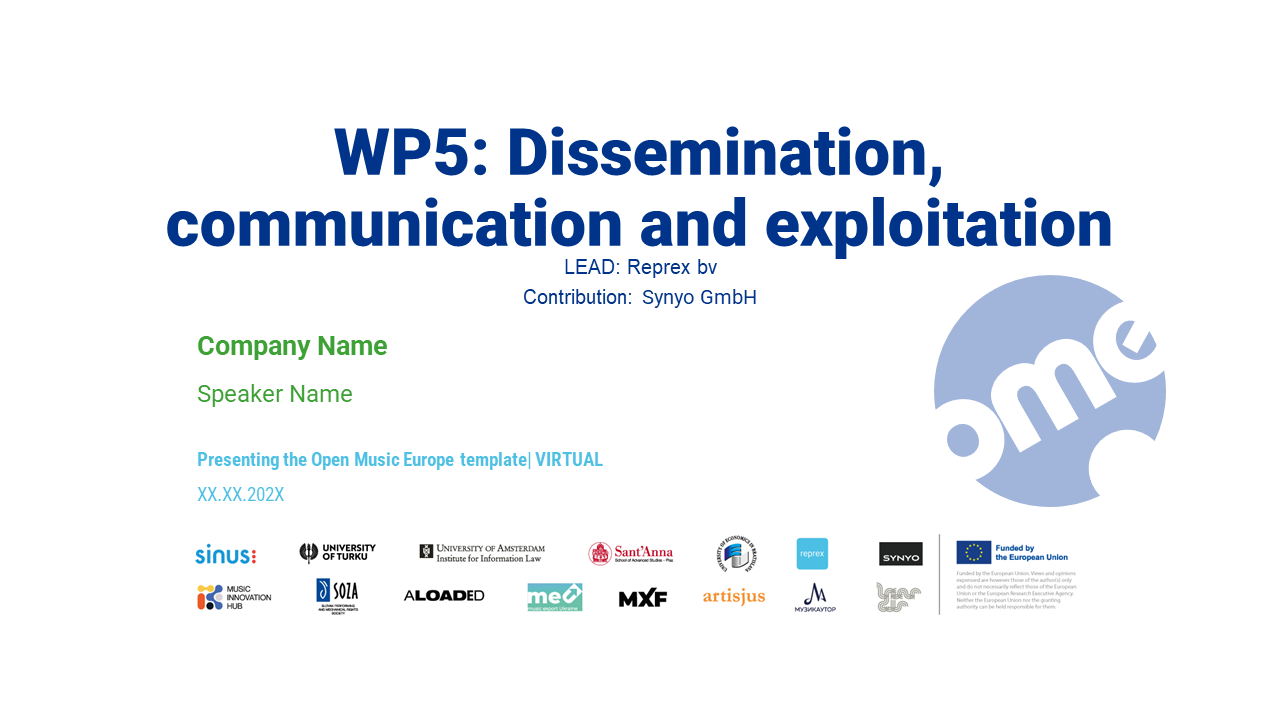 WP5: Dissemination,
communication and exploitation
LEAD: Reprex bv
Contribution: Synyo GmbH
ome
Company Name
Speaker Name
Presenting the Open Music Europe template| VIRTUAL
XX.XX.202X
sinus:
UNIVERSITY
OF TURKU
UNIVERSITY OF AMSTERDAM
Institute for Information Law
SANT'ANNA
School of Advanced Studies – Pisa
UNIVERSITY OF ECONOMICS IN BRATISLAVA
reprex
SYNYO
Funded by
the European Union
Funded by the European Union. Views and opinions
expressed are however those of the author(s) only
and do not necessarily reflect those of the European
Union or the European Research Executive Agency.
Neither the European Union nor the granting
authority can be held responsible for them.
MUSIC
INNOVATION
HUB
SOZA
SLOVAK PERFORMING
AND MECHANICAL RIGHTS
SOCIETY
ALOADED
me
music export Ukraine
MXF
artisjus
МУЗИКАУТОР